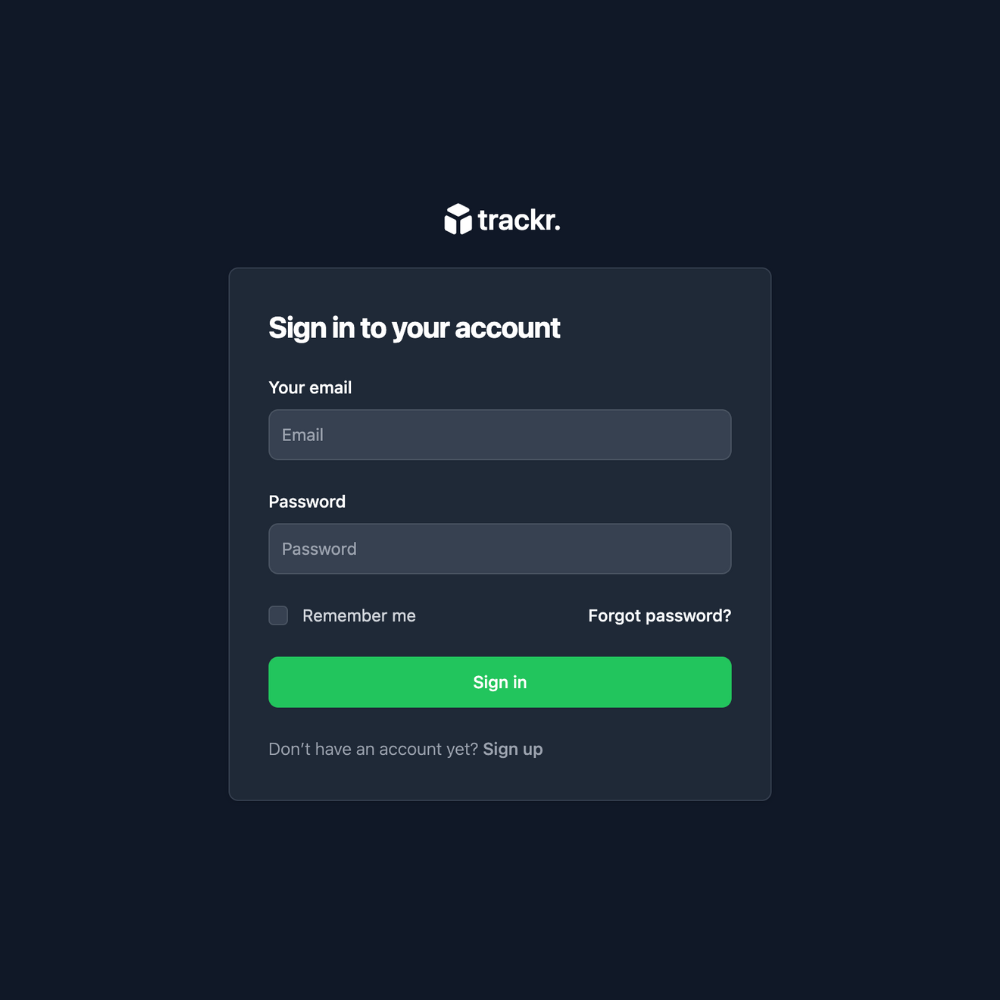 trackr.
Sign in to your account
Your email
Email
Password
Password
Remember me
Forgot password?
Sign in
Don't have an account yet? Sign up